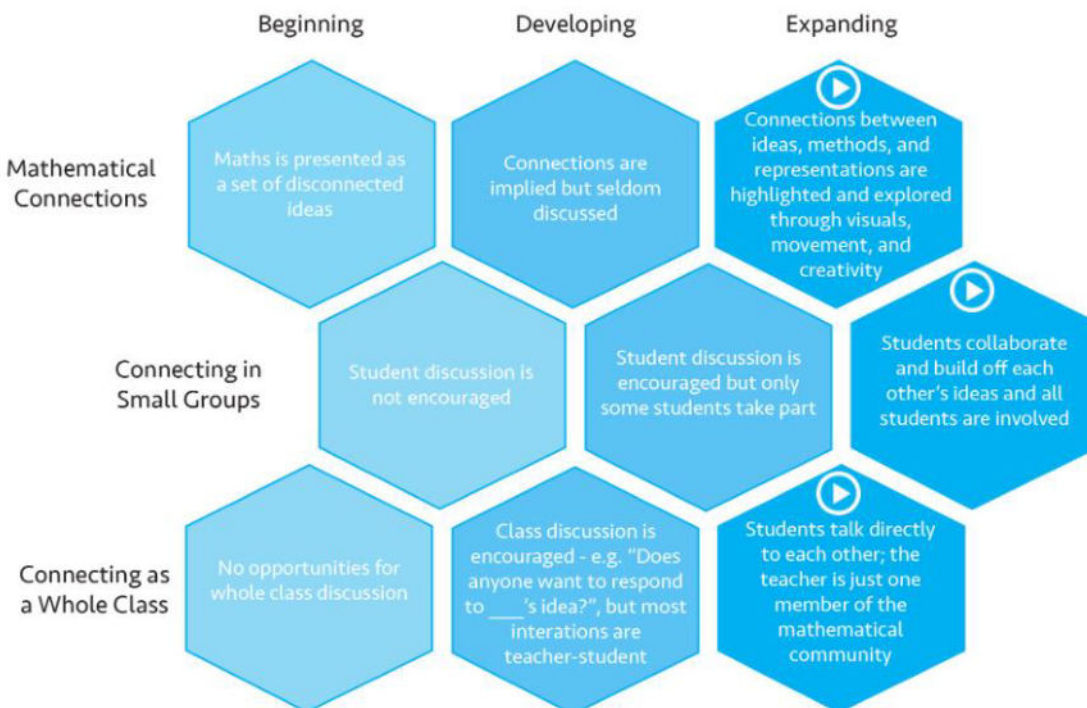 Beginning
Developing
Expanding
Mathematical
Connections
Maths is presented as
a set of disconnected
ideas
Connections are
implied but seldom
discussed
Connections between
ideas, methods, and
representations are
highlighted and explored
through visuals,
movement, and
creativity
Connecting in
Small Groups
Student discussion is
not encouraged
Student discussion is
encouraged but only
some students take part
Students collaborate
and build off each
other's ideas and all
students are involved
Connecting as
a Whole Class
No opportunities for
whole class discussion
Class discussion is
encouraged - e.g. “Does
anyone want to respond
to ___'s idea?”, but most
interations are
teacher-student
Students talk directly
to each other; the
teacher is just one
member of the
mathematical
community